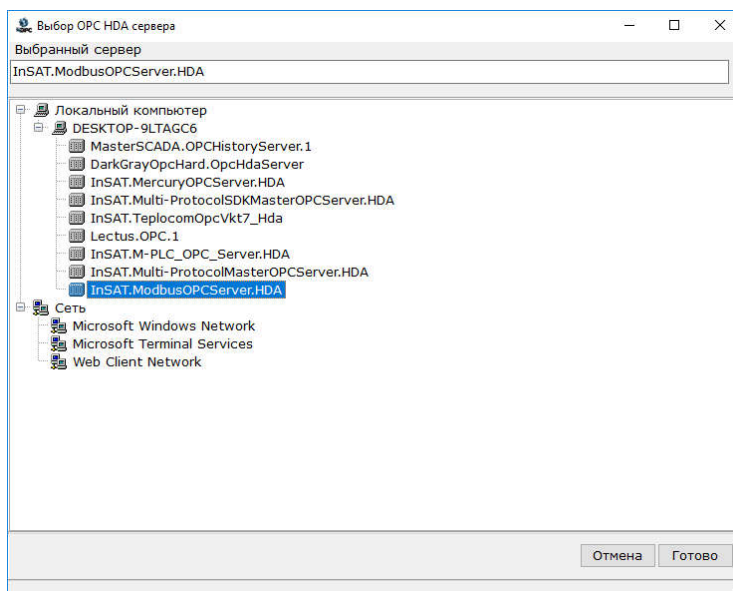 Выбор OPC HDA сервера
Выбранный сервер
InSAT.ModbusOPCServer.HDA
Локальный компьютер
DESKTOP-9LTAGC6
MasterSCADA.OPCHistoryServer.1
DarkGrayOpcHard.OpcHdaServer
InSAT.MercuryOPCServer.HDA
InSAT.Multi-ProtocolSDKMasterOPCServer.HDA
InSAT.TeplocomOpcVkt7_Hda
Lectus.OPC.1
InSAT.M-PLC_OPC_Server.HDA
InSAT.Multi-ProtocolMasterOPCServer.HDA
InSAT.ModbusOPCServer.HDA
Сеть
Microsoft Windows Network
Microsoft Terminal Services
Web Client Network
Отмена Готово